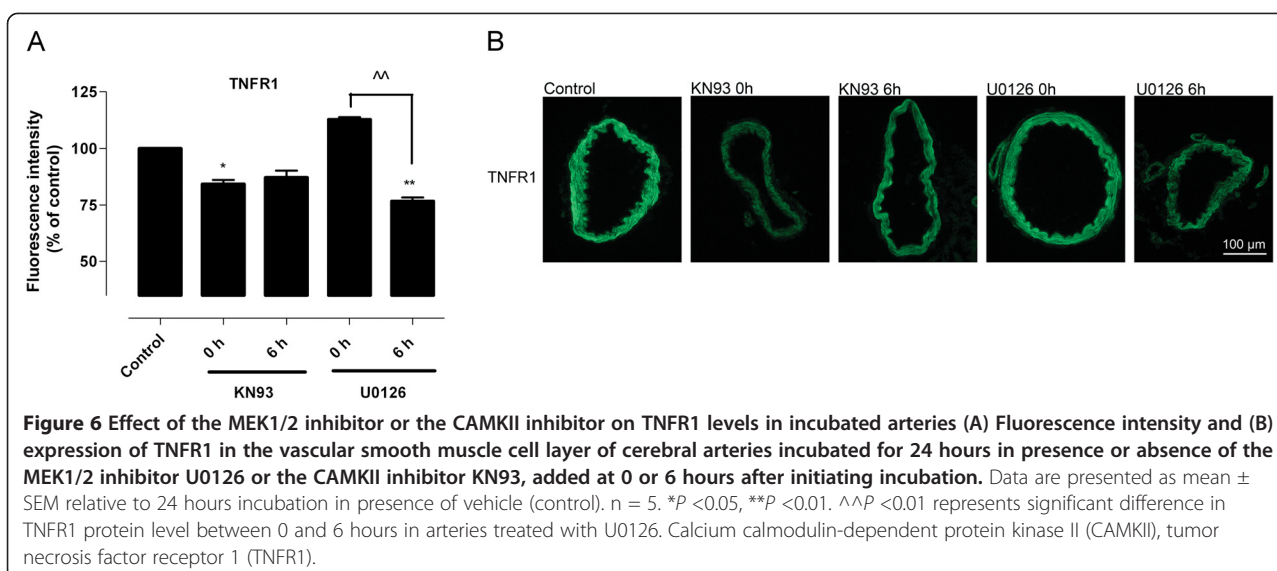 A
TNFR1
Fluorescence intensity
(% of control)
125
100
75
50
*
^^
**
Control
0 h
6 h
0 h
6 h
KN93
U0126
B
Control
KN93 0h
KN93 6h
U0126 0h
U0126 6h
TNFR1
100 µm
Figure 6 Effect of the MEK1/2 inhibitor or the CAMKII inhibitor on TNFR1 levels in incubated arteries (A) Fluorescence intensity and (B)
expression of TNFR1 in the vascular smooth muscle cell layer of cerebral arteries incubated for 24 hours in presence or absence of the
MEK1/2 inhibitor U0126 or the CAMKII inhibitor KN93, added at 0 or 6 hours after initiating incubation. Data are presented as mean ±
SEM relative to 24 hours incubation in presence of vehicle (control). n = 5. *P <0.05, **P <0.01. ^^P <0.01 represents significant difference in
TNFR1 protein level between 0 and 6 hours in arteries treated with U0126. Calcium calmodulin-dependent protein kinase II (CAMKII), tumor
necrosis factor receptor 1 (TNFR1).